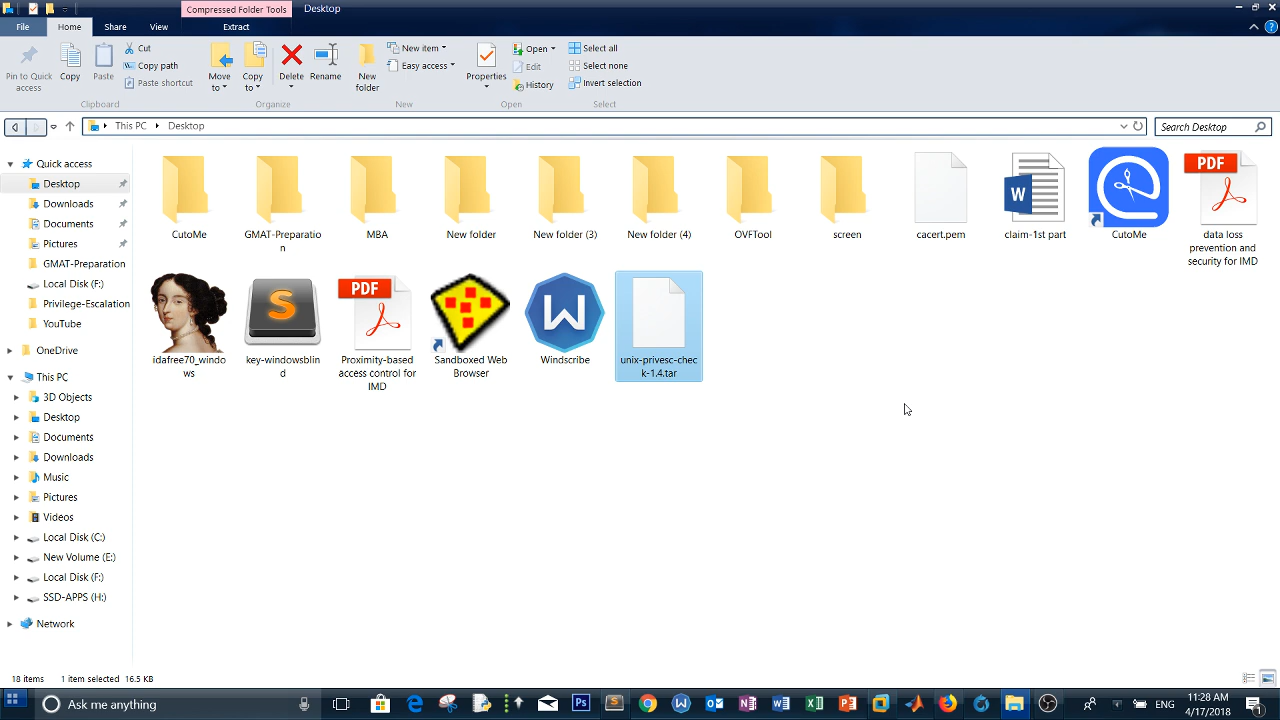 Compressed Folder Tools
Desktop
File
Home
Share
View
Extract
Pin to Quick
access
Copy
Paste
Cut
Copy path
Paste shortcut
Clipboard
Move
to
Copy
to
Delete
Rename
Organize
New
folder
New item
Easy access
New
Properties
Open
Edit
History
Open
Select all
Select none
Invert selection
Select
This PC
Desktop
Search Desktop
Quick access
Desktop
Downloads
Documents
Pictures
GMAT-Preparation
Local Disk (F:)
Privilege-Escalation
YouTube
OneDrive
This PC
3D Objects
Desktop
Documents
Downloads
Music
Pictures
Videos
Local Disk (C:)
New Volume (E:)
Local Disk (F:)
SSD-APPS (H:)
Network
CutoMe
GMAT-Preparatio
n
MBA
New folder
New folder (3)
New folder (4)
OVFTool
screen
cacert.pem
W
claim-1st part
CutoMe
PDF
data loss
prevention and
security for IMD
idafree70_windo
ws
S
key-windowsblin
d
PDF
Proximity-based
access control for
IMD
Sandboxed Web
Browser
W
Windscribe
unix-privesc-chec
k-1.4.tar
18 items
1 item selected
16.5 KB
Ask me anything
Ps
ENG
11:28 AM
4/17/2018
1